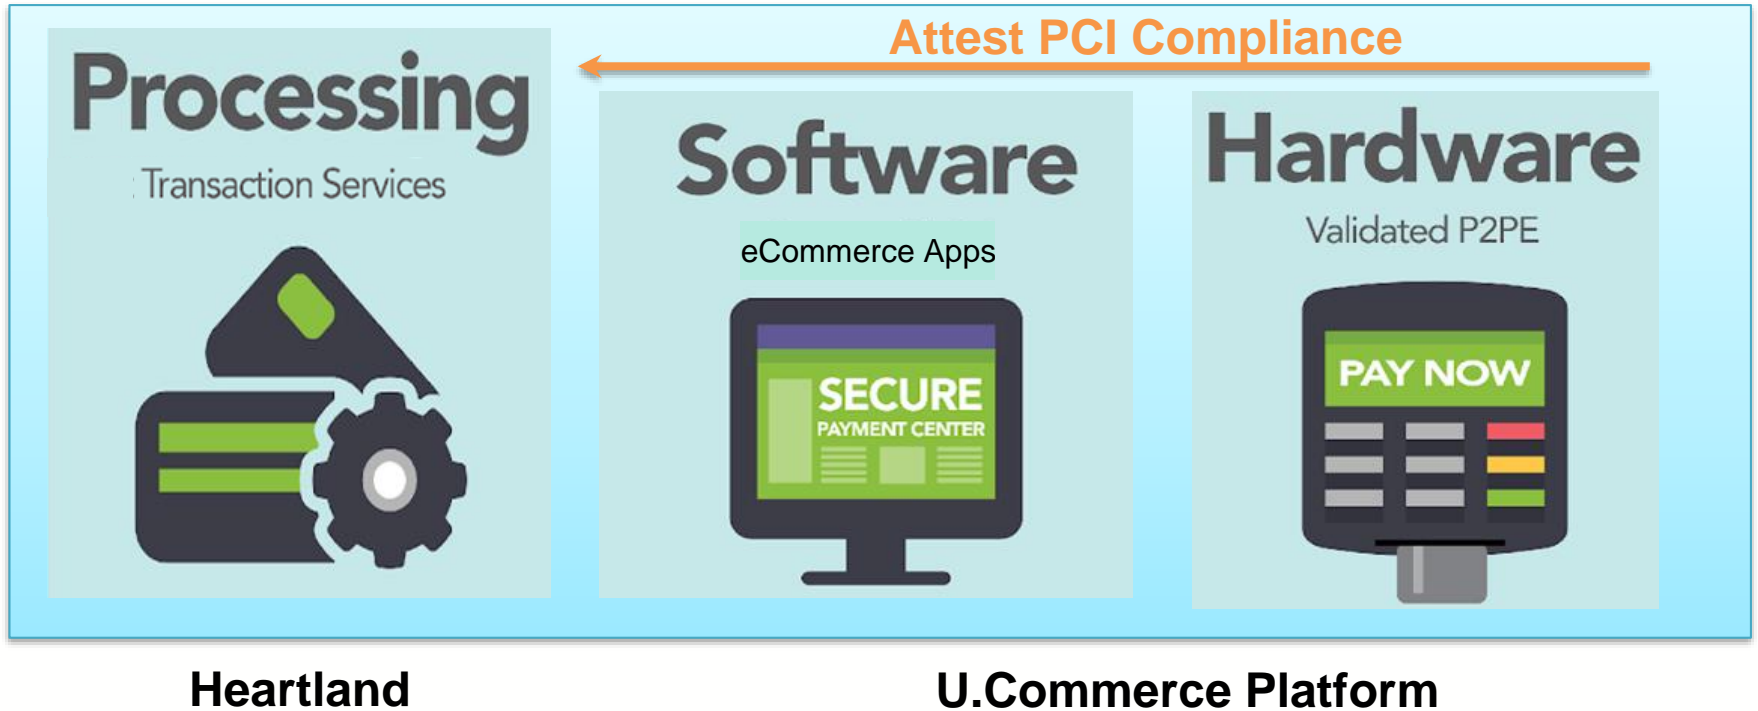 Attest PCI Compliance
Processing
Transaction Services
Software
eCommerce Apps
SECURE
PAYMENT CENTER
Hardware
Validated P2PE
PAY NOW
Heartland
U.Commerce Platform